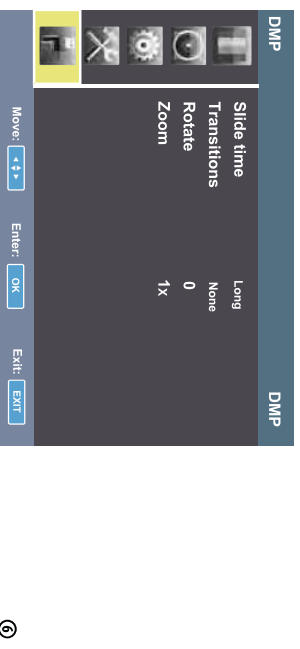 DMP DMP
Slide time Long
Transitions None
Rotate 0
Zoom 1x
Move: Enter: OK Exit: EXIT
6